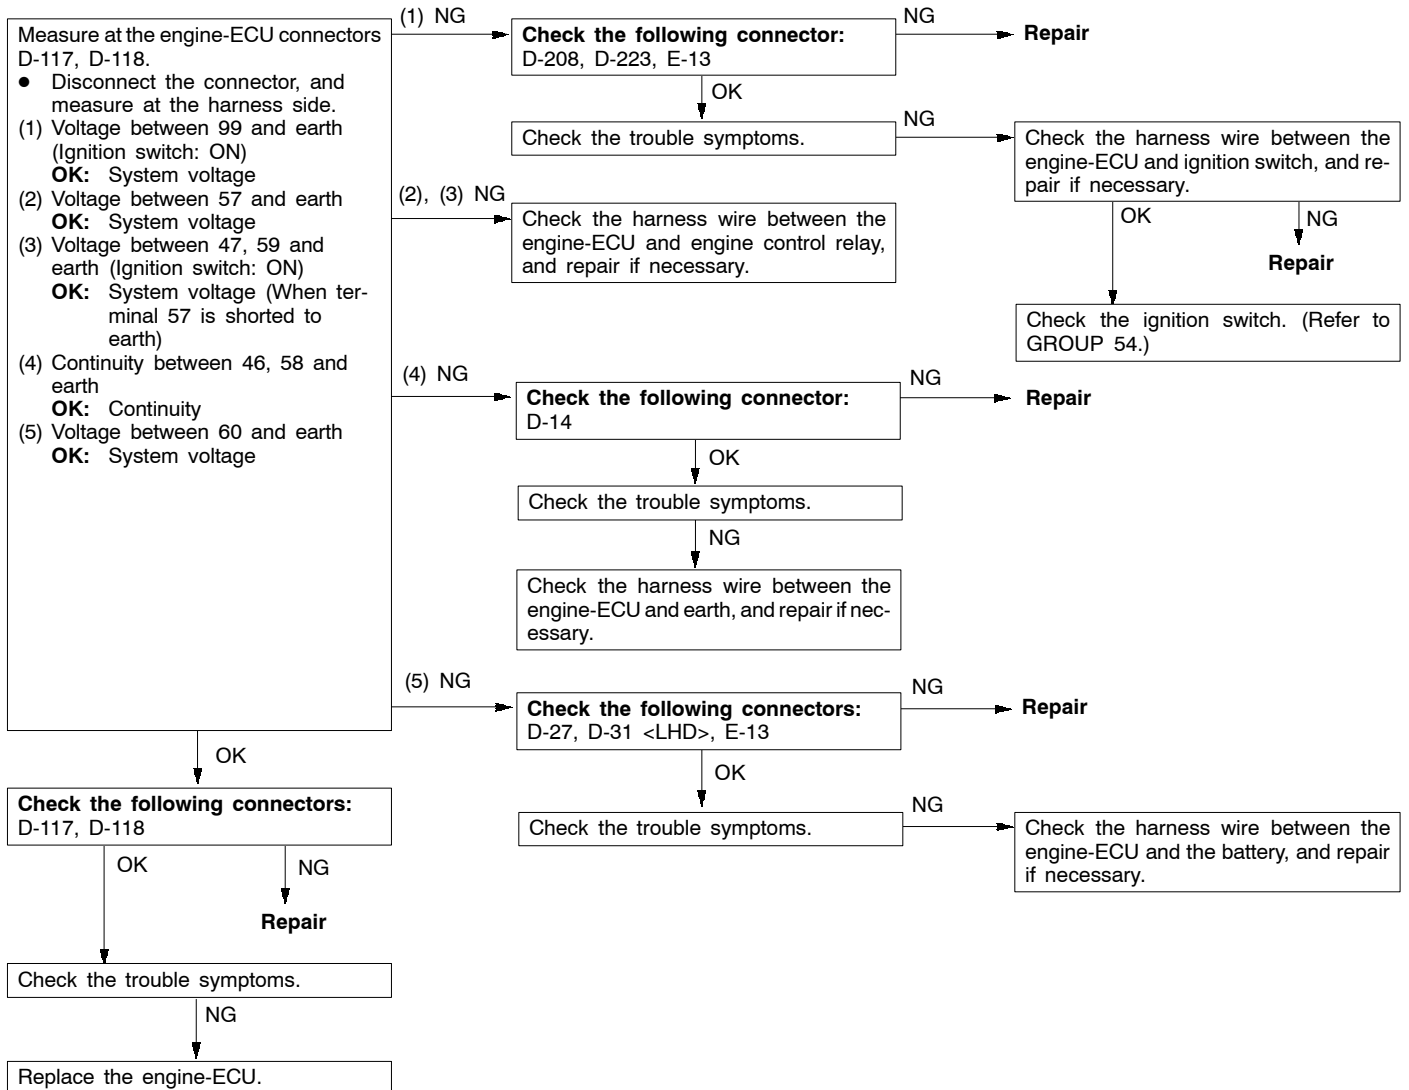 Measure at the engine-ECU connectors
D-117, D-118.
● Disconnect the connector, and
measure at the harness side.
(1) Voltage between 99 and earth
(Ignition switch: ON)
OK: System voltage
(2) Voltage between 57 and earth
OK: System voltage
(3) Voltage between 47, 59 and
earth (Ignition switch: ON)
OK: System voltage (When ter-
minal 57 is shorted to
earth)
(4) Continuity between 46, 58 and
earth
OK: Continuity
(5) Voltage between 60 and earth
OK: System voltage
(1) NG
Check the following connector:
D-208, D-223, E-13
NG
Repair
OK
Check the trouble symptoms.
NG
Check the harness wire between the
engine-ECU and ignition switch, and re-
pair if necessary.
OK
NG
Repair
Check the ignition switch. (Refer to
GROUP 54.)
(2), (3) NG
Check the harness wire between the
engine-ECU and engine control relay,
and repair if necessary.
(4) NG
Check the following connector:
D-14
NG
Repair
OK
Check the trouble symptoms.
NG
Check the harness wire between the
engine-ECU and earth, and repair if nec-
essary.
(5) NG
Check the following connectors:
D-27, D-31 <LHD>, E-13
NG
Repair
OK
Check the trouble symptoms.
NG
Check the harness wire between the
engine-ECU and the battery, and repair
if necessary.
OK
Check the following connectors:
D-117, D-118
OK
NG
Repair
Check the trouble symptoms.
NG
Replace the engine-ECU.